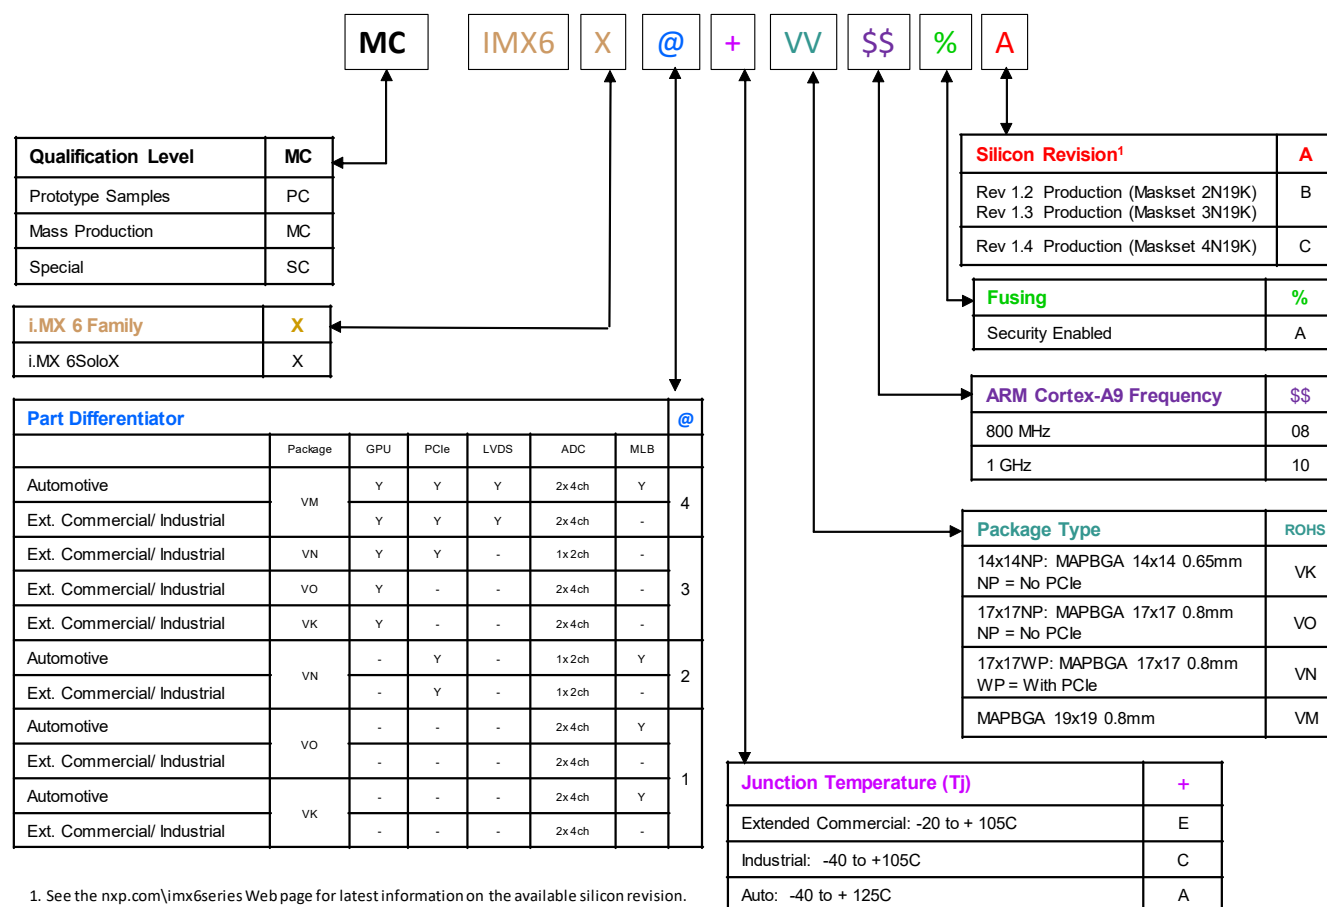 MC IMX6 X @ + VV $$ % A
Qualification Level MC
Prototype Samples PC
Mass Production MC
Special SC
i.MX 6 Family X
i.MX 6SoloX X
Part Differentiator @
Package GPU PCIe LVDS ADC MLB
Automotive VM Y Y Y 2x4ch Y 4
Ext. Commercial/ Industrial Y Y Y 2x4ch -
Ext. Commercial/ Industrial VN Y Y - 1x2ch - 3
Ext. Commercial/ Industrial VO Y - - 2x4ch -
Ext. Commercial/ Industrial VK Y - - 2x4ch -
Automotive VN - Y - 1x2ch Y 2
Ext. Commercial/ Industrial - Y - 1x2ch -
Automotive VO - - - 2x4ch Y 1
Ext. Commercial/ Industrial - - - 2x4ch -
Automotive VK - - - 2x4ch Y
Ext. Commercial/ Industrial - - - 2x4ch -
Silicon Revision1 A
Rev 1.2 Production (Maskset 2N19K) B
Rev 1.3 Production (Maskset 3N19K)
Rev 1.4 Production (Maskset 4N19K) C
Fusing %
Security Enabled A
ARM Cortex-A9 Frequency $$
800 MHz 08
1 GHz 10
Package Type ROHS
14x14NP: MAPBGA 14x14 0.65mm VK
NP = No PCIe
17x17NP: MAPBGA 17x17 0.8mm VO
NP = No PCIe
17x17WP: MAPBGA 17x17 0.8mm VN
WP = With PCIe
MAPBGA 19x19 0.8mm VM
Junction Temperature (Tj) +
Extended Commercial: -20 to + 105C E
Industrial: -40 to +105C C
Auto: -40 to + 125C A
1. See the nxp.com\imx6series Web page for latest information on the available silicon revision.